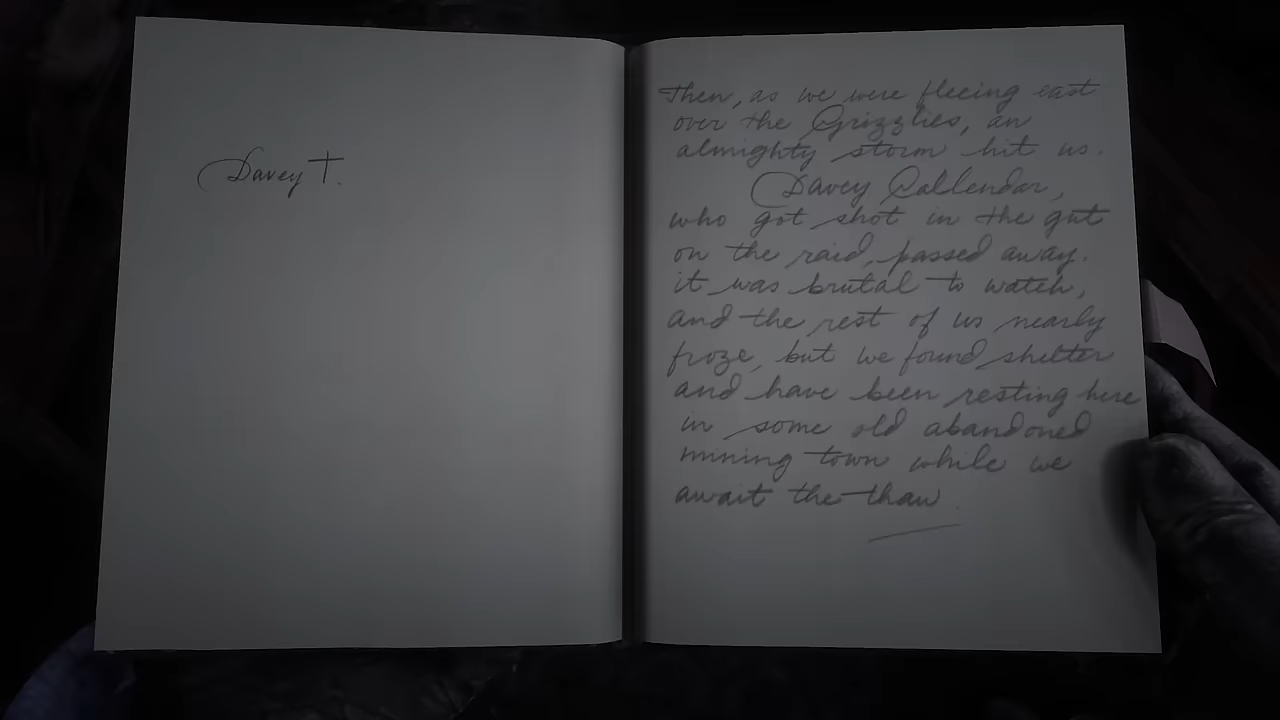 Davey T.
Then, as we were fleeing east
over the Grizzlies, an
almighty storm hit us.
Davey Callendar,
who got shot in the gut
on the raid, passed away.
it was brutal to watch,
and the rest of us nearly
froze, but we found shelter
and have been resting here
in some old abandoned
mining town while we
await the thaw.